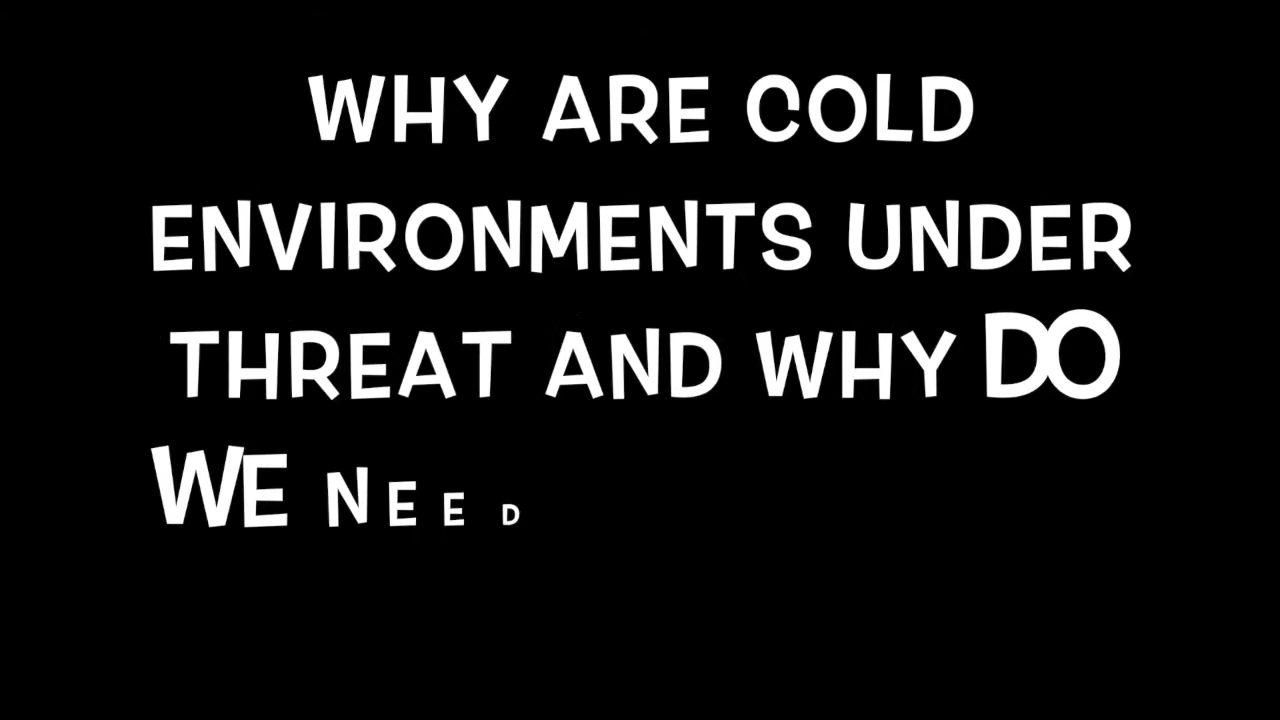 WHY ARE COLD
ENVIRONMENTS UNDER
THREAT AND WHY DO
WE NEED